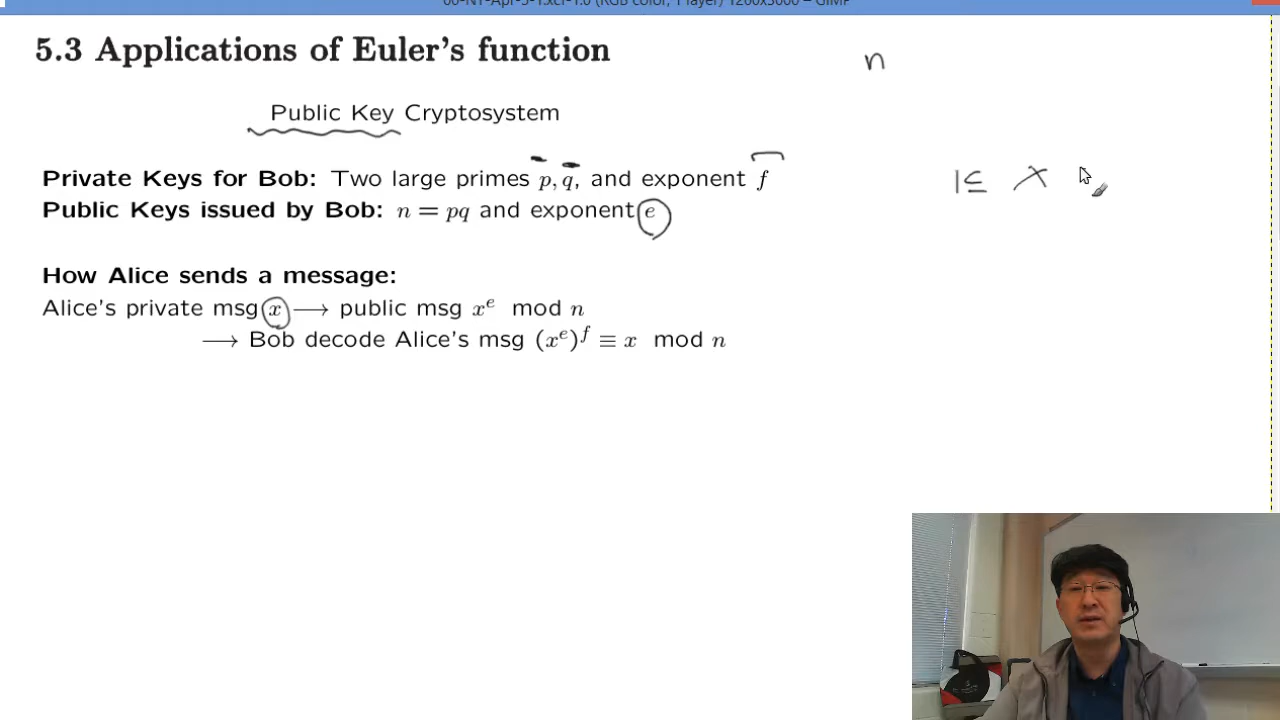 5.3 Applications of Euler's function
n
Public Key Cryptosystem
Private Keys for Bob: Two large primes p, q, and exponent f
1 ≤ x
Public Keys issued by Bob: n = pq and exponent e
How Alice sends a message:
Alice's private msg x ⟶ public msg xᵉ mod n
⟶ Bob decode Alice's msg (xᵉ)ᶠ ≡ x mod n